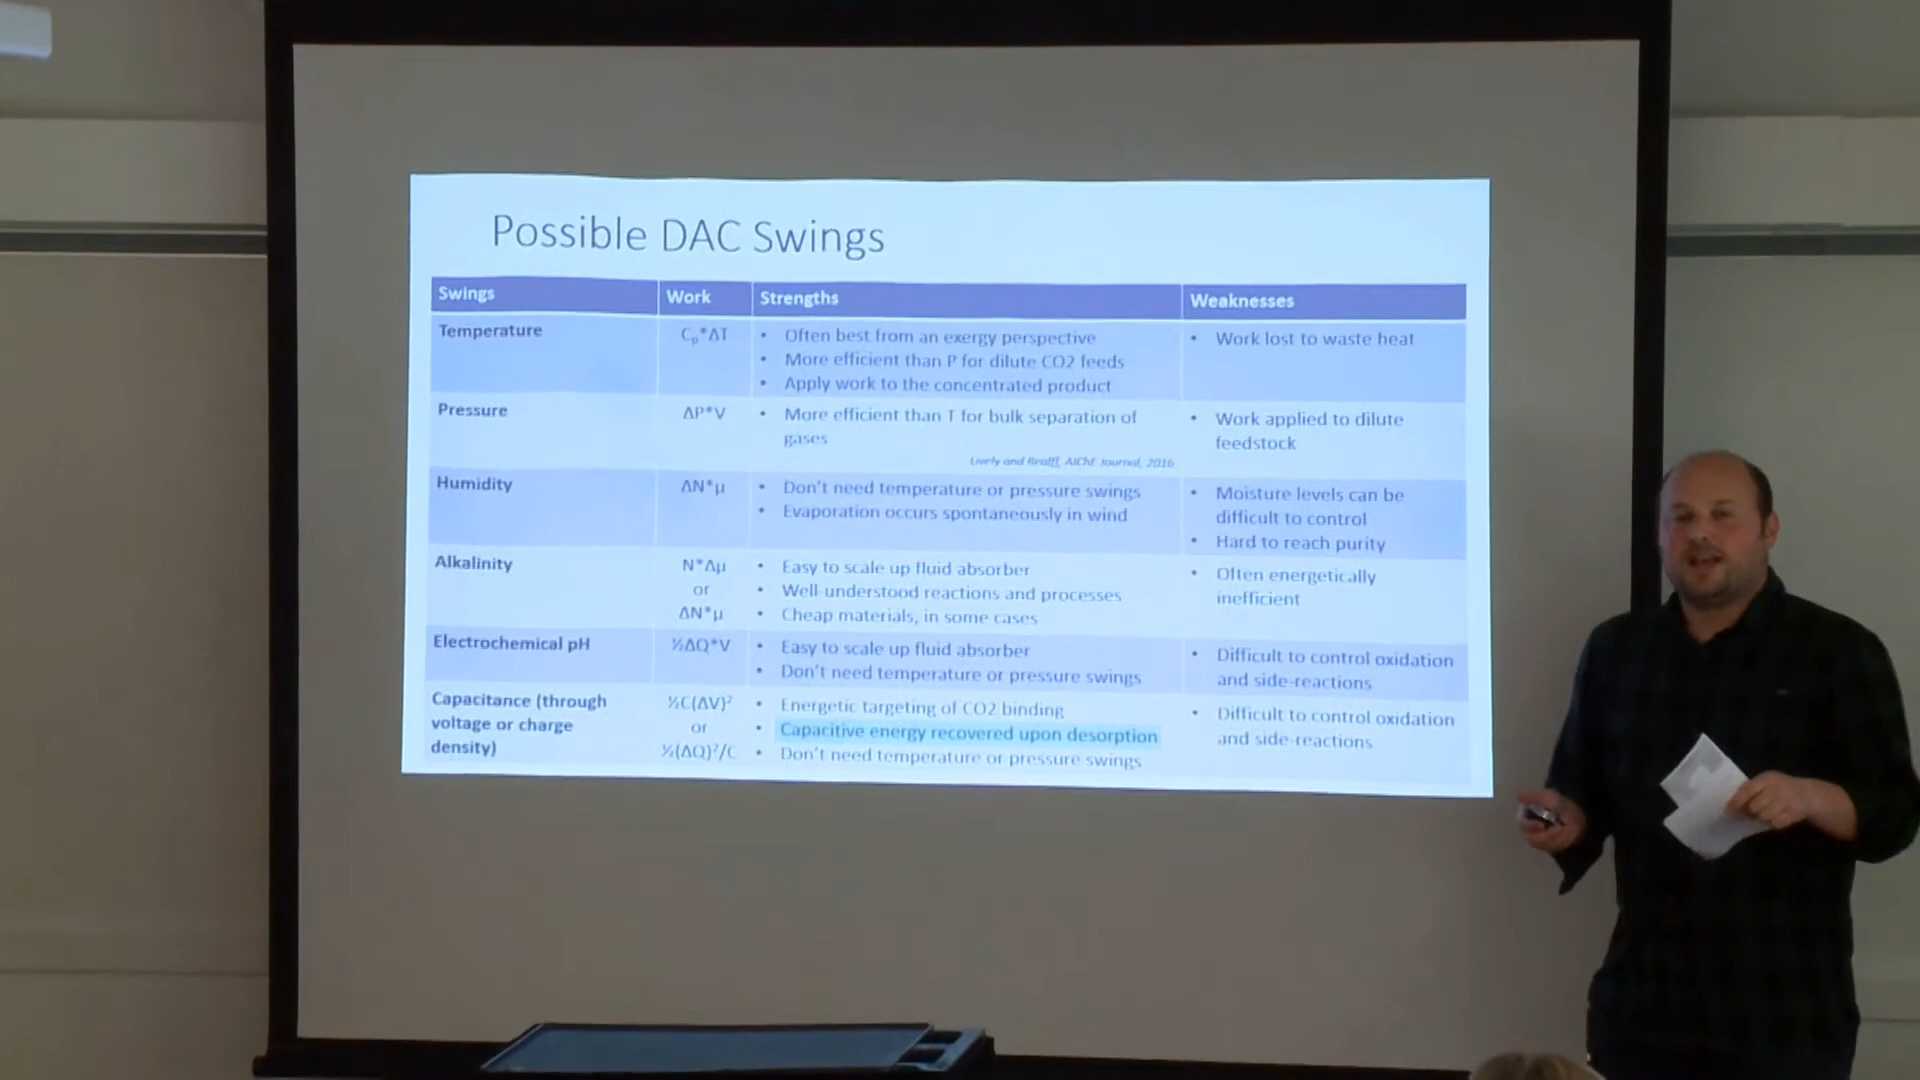 Possible DAC Swings
Swings Work Strengths Weaknesses
Temperature Cₚ*ΔT • Often best from an exergy perspective • Work lost to waste heat
• More efficient than P for dilute CO2 feeds
• Apply work to the concentrated product
Pressure ΔP*V • More efficient than T for bulk separation of • Work applied to dilute
gases feedstock
Lively and Realff, AIChE Journal, 2016
Humidity ΔN*μ • Don't need temperature or pressure swings • Moisture levels can be
• Evaporation occurs spontaneously in wind difficult to control
• Hard to reach purity
Alkalinity N*Δμ • Easy to scale up fluid absorber • Often energetically
or • Well-understood reactions and processes inefficient
ΔN*μ • Cheap materials, in some cases
Electrochemical pH ½ΔQ*V • Easy to scale up fluid absorber • Difficult to control oxidation
• Don't need temperature or pressure swings and side-reactions
Capacitance (through ½C(ΔV)² • Energetic targeting of CO2 binding • Difficult to control oxidation
voltage or charge or • Capacitive energy recovered upon desorption and side-reactions
density) ½(ΔQ)²/C • Don't need temperature or pressure swings